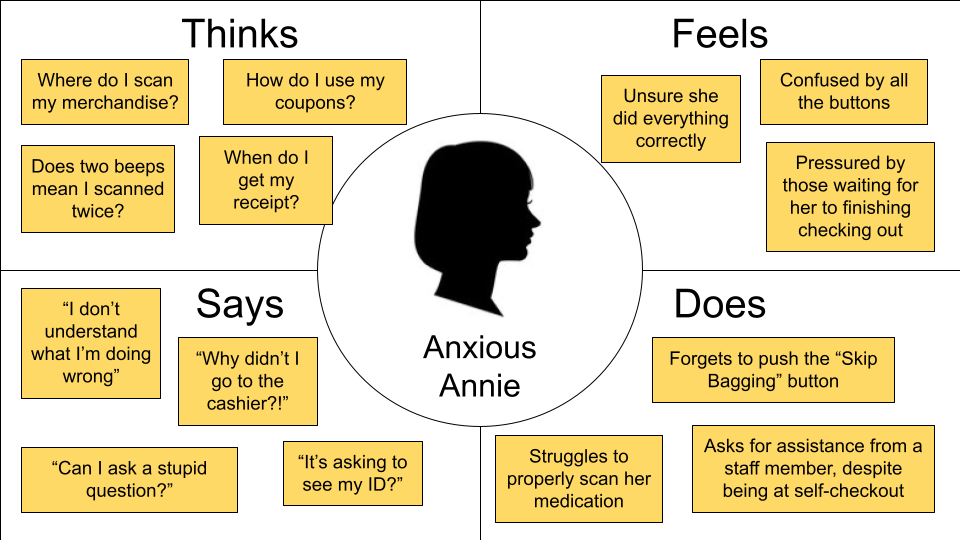 Thinks
Where do I scan
my merchandise?
How do I use my
coupons?
Does two beeps
mean I scanned
twice?
When do I
get my
receipt?
Feels
Unsure she
did everything
correctly
Confused by all
the buttons
Pressured by
those waiting for
her to finishing
checking out
Anxious
Annie
Says
“I don’t
understand
what I’m doing
wrong”
“Why didn’t I
go to the
cashier?!”
“Can I ask a stupid
question?”
“It’s asking to
see my ID?”
Does
Forgets to push the “Skip
Bagging” button
Struggles to
properly scan her
medication
Asks for assistance from a
staff member, despite
being at self-checkout